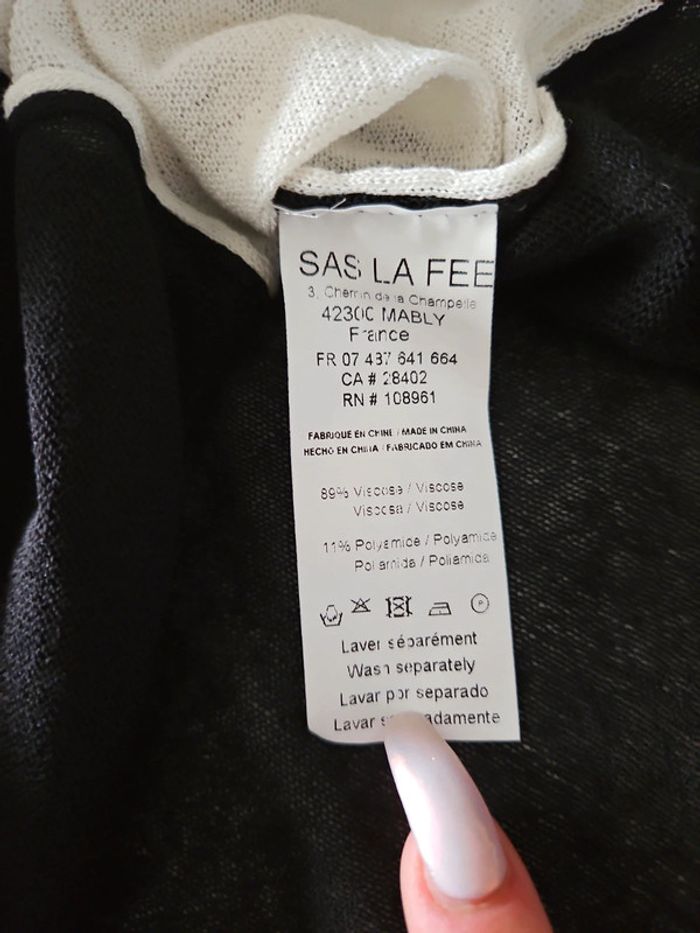 SAS LA FEE
3, Chemin de la Champelle
42300 MABLY
France
FR 07 437 641 664
CA # 28402
RN # 108961
FABRIQUE EN CHINE / MADE IN CHINA
HECHO EN CHINA / FABRICADO EM CHINA
89% Viscose / Viscose
Viscosa / Viscose
11% Polyamide / Polyamide
Poliamida / Poliamida
P
Laver séparément
Wash separately
Lavar por separado
Lavar